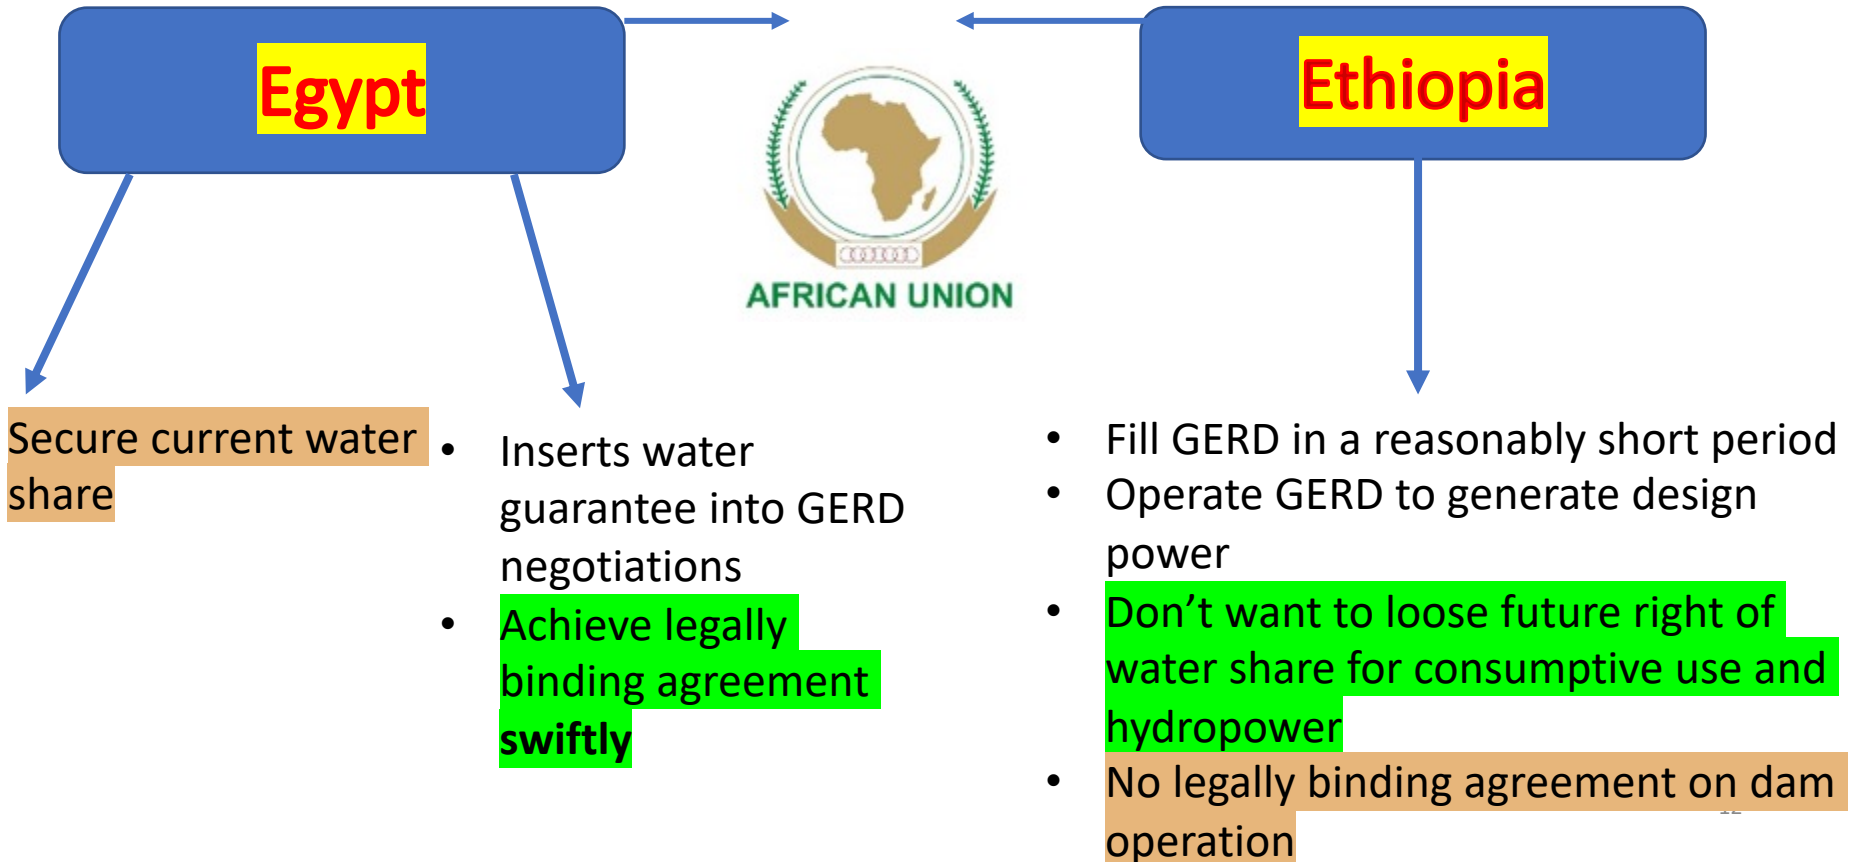 Egypt
Ethiopia
AFRICAN UNION
Secure current water
share
• Inserts water
guarantee into GERD
negotiations
• Achieve legally
binding agreement
swiftly
• Fill GERD in a reasonably short period
• Operate GERD to generate design
power
• Don’t want to loose future right of
water share for consumptive use and
hydropower
• No legally binding agreement on dam
operation
12